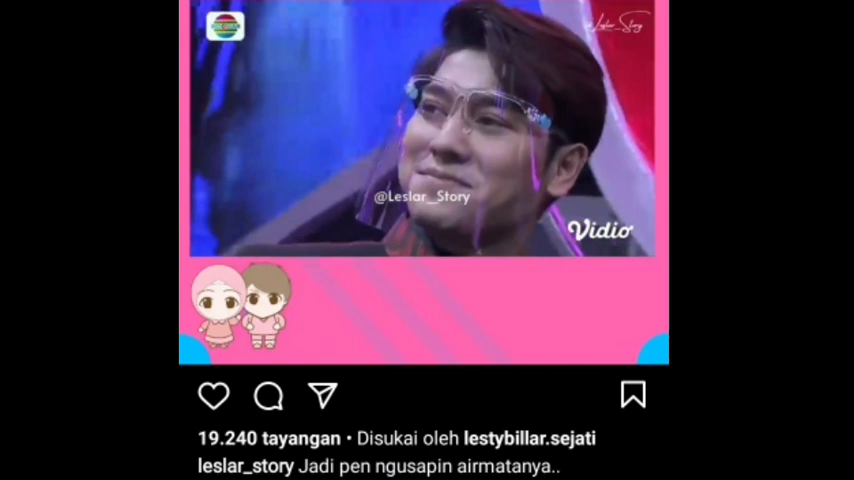 @Leslar_Story
@Leslar_Story
Vidio
19.240 tayangan • Disukai oleh lestybillar.sejati
leslar_story Jadi pen ngusapin airmatanya..